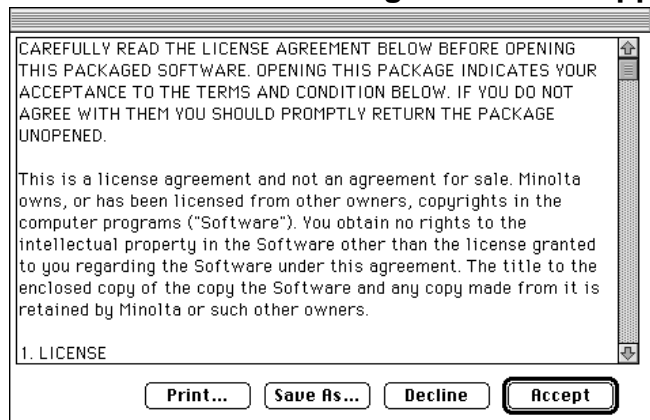 CAREFULLY READ THE LICENSE AGREEMENT BELOW BEFORE OPENING
THIS PACKAGED SOFTWARE. OPENING THIS PACKAGE INDICATES YOUR
ACCEPTANCE TO THE TERMS AND CONDITION BELOW. IF YOU DO NOT
AGREE WITH THEM YOU SHOULD PROMPTLY RETURN THE PACKAGE
UNOPENED.
This is a license agreement and not an agreement for sale. Minolta
owns, or has been licensed from other owners, copyrights in the
computer programs ("Software"). You obtain no rights to the
intellectual property in the Software other than the license granted
to you regarding the Software under this agreement. The title to the
enclosed copy of the copy the Software and any copy made from it is
retained by Minolta or such other owners.
1. LICENSE
Print... Save As... Decline Accept